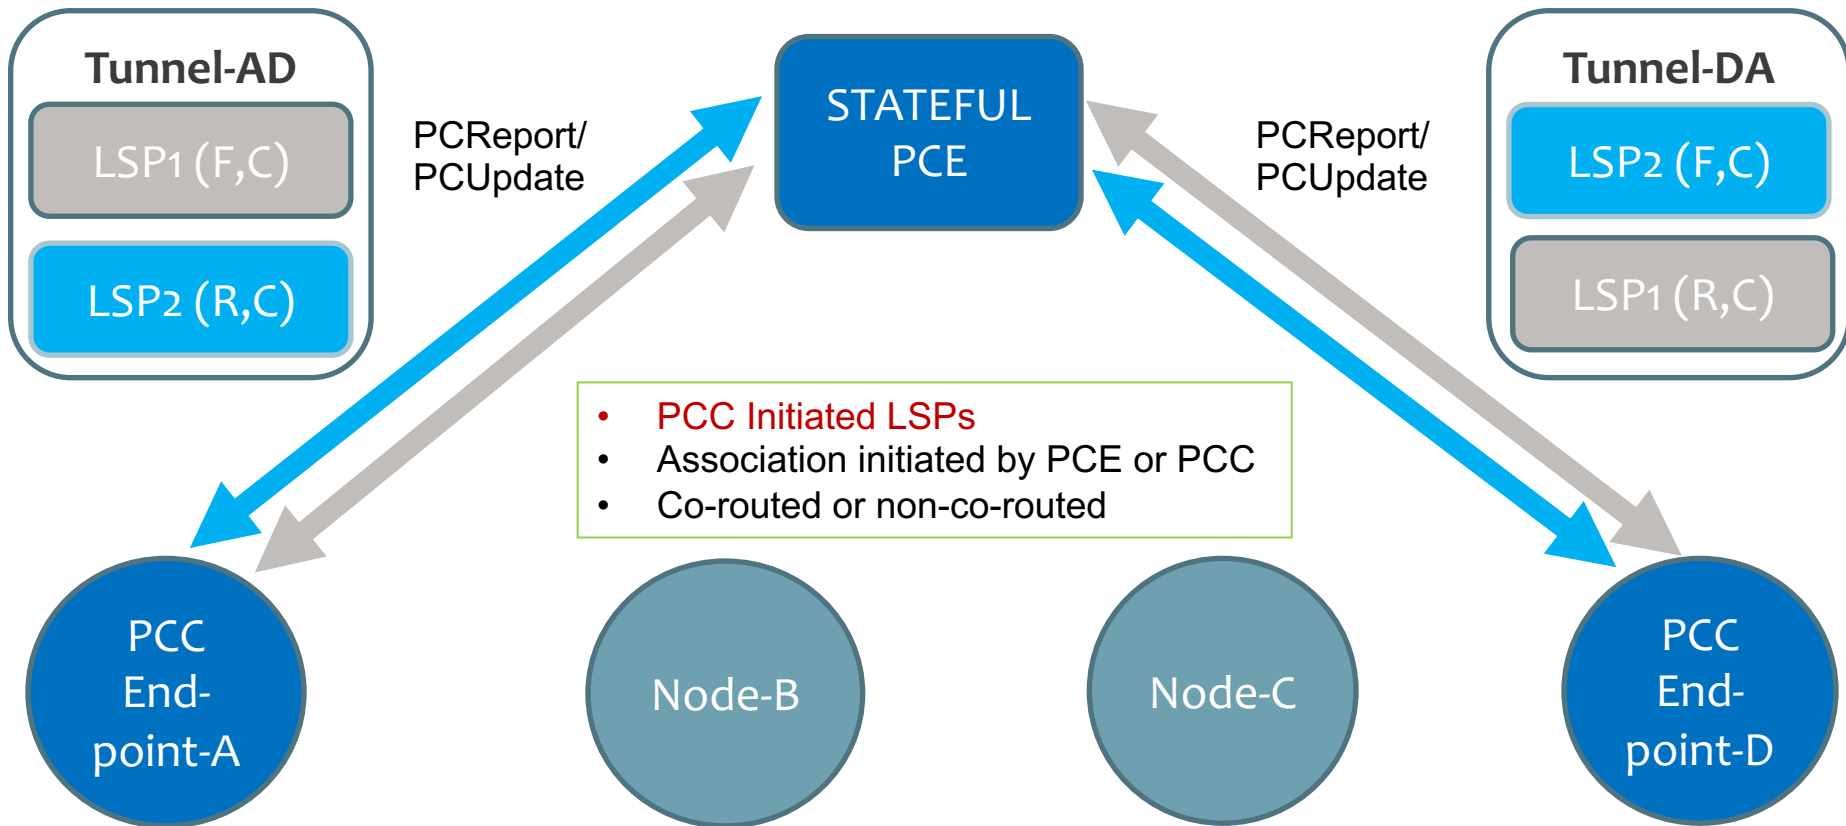 Tunnel-AD
LSP1 (F,C)
LSP2 (R,C)
PCReport/
PCUpdate
STATEFUL
PCE
PCReport/
PCUpdate
Tunnel-DA
LSP2 (F,C)
LSP1 (R,C)
• PCC Initiated LSPs
• Association initiated by PCE or PCC
• Co-routed or non-co-routed
PCC
End-
point-A
Node-B
Node-C
PCC
End-
point-D